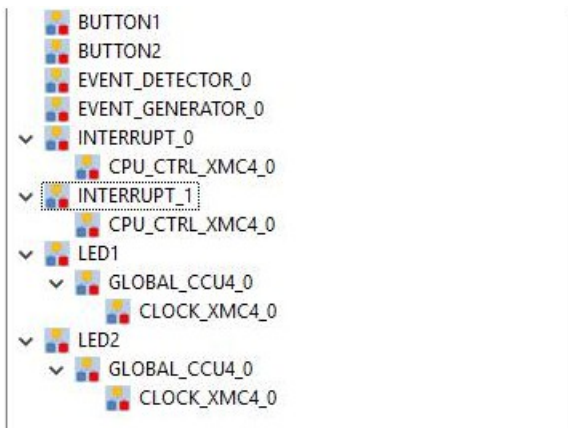 BUTTON1
BUTTON2
EVENT_DETECTOR_0
EVENT_GENERATOR_0
INTERRUPT_0
CPU_CTRL_XMC4_0
INTERRUPT_1
CPU_CTRL_XMC4_0
LED1
GLOBAL_CCU4_0
CLOCK_XMC4_0
LED2
GLOBAL_CCU4_0
CLOCK_XMC4_0